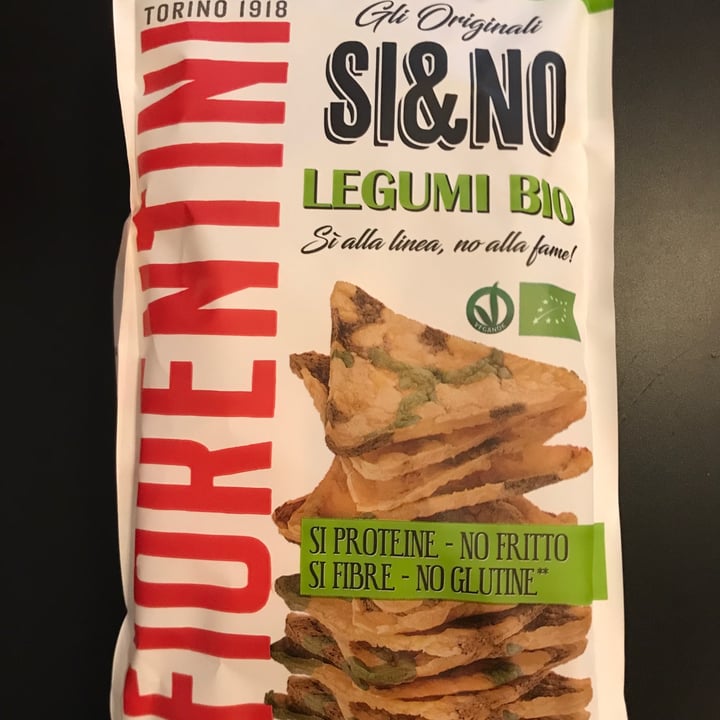 TORINO 1918
FIORENTINI
Gli Originali
SI&NO
LEGUMI BIO
Sì alla linea, no alla fame!
VEGANOK
SI PROTEINE - NO FRITTO
SI FIBRE - NO GLUTINE**